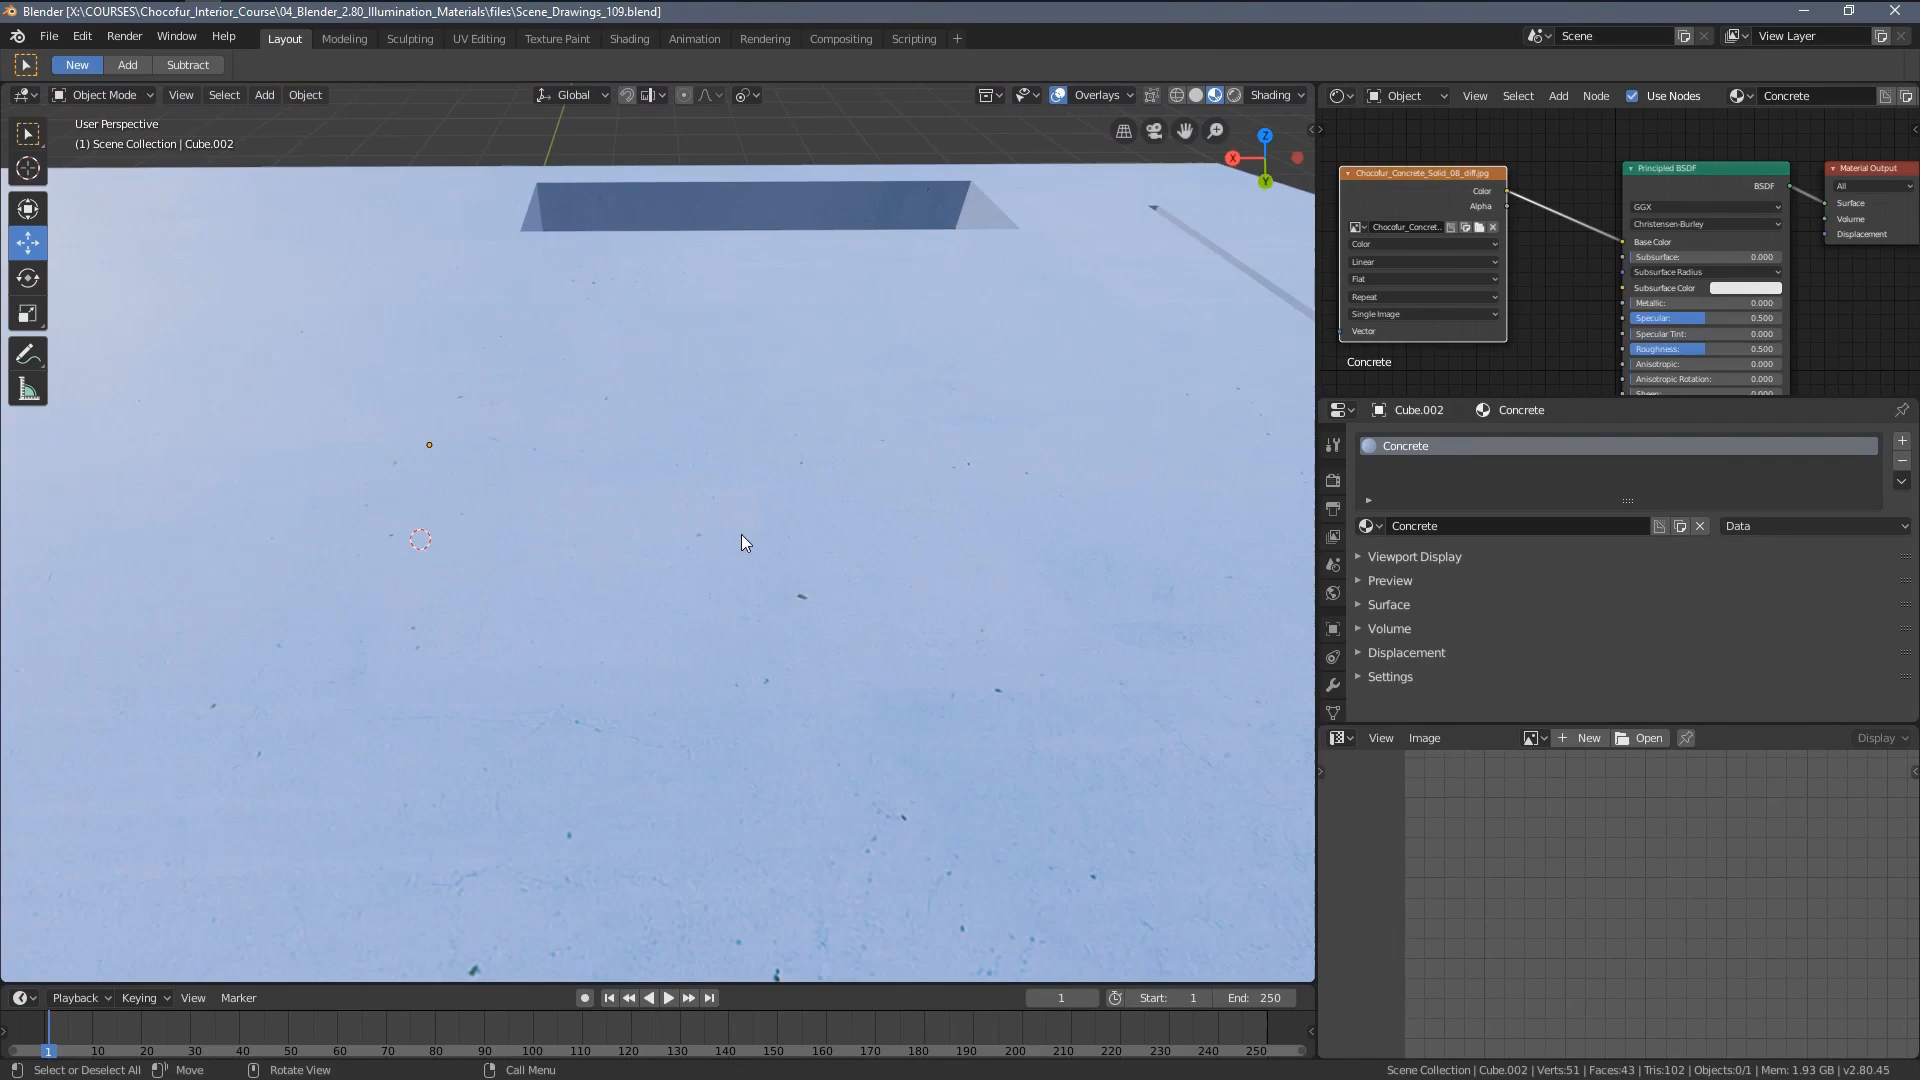 Blender [X:\COURSES\Chocofur_Interior_Course\04_Blender_2.80_Illumination_Materials\files\Scene_Drawings_109.blend]
File Edit Render Window Help Layout Modeling Sculpting UV Editing Texture Paint Shading Animation Rendering Compositing Scripting + Scene View Layer
New Add Subtract
Object Mode View Select Add Object Global Overlays Shading
Object View Select Add Node Use Nodes Concrete
User Perspective
(1) Scene Collection | Cube.002
Z
X
Y
Chocofur_Concrete_Solid_08_diff.jpg
Color
Alpha
Chocofur_Concret...
Color
Linear
Flat
Repeat
Single Image
Vector
Concrete
Principled BSDF
BSDF
GGX
Christensen-Burley
Base Color
Subsurface: 0.000
Subsurface Radius
Subsurface Color
Metallic: 0.000
Specular: 0.500
Specular Tint: 0.000
Roughness: 0.500
Anisotropic: 0.000
Anisotropic Rotation: 0.000
Material Output
All
Surface
Volume
Displacement
Cube.002 Concrete
Concrete
Concrete Data
Viewport Display
Preview
Surface
Volume
Displacement
Settings
View Image New Open Display
Playback Keying View Marker 1 Start: 1 End: 250
1 10 20 30 40 50 60 70 80 90 100 110 120 130 140 150 160 170 180 190 200 210 220 230 240 250
Select or Deselect All Move Rotate View Call Menu
Scene Collection | Cube.002 | Verts:51 | Faces:43 | Tris:102 | Objects:0/1 | Mem: 1.93 GB | v2.80.45